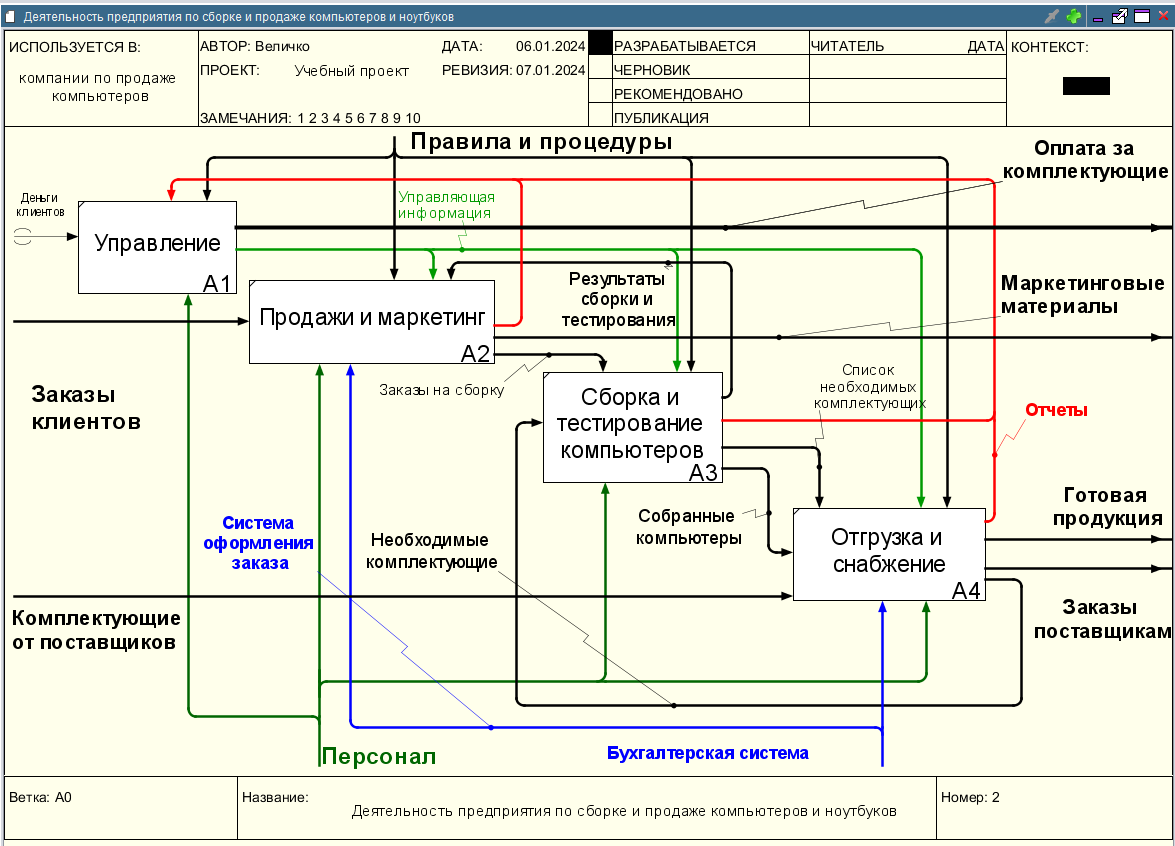 Деятельность предприятия по сборке и продаже компьютеров и ноутбуков
ИСПОЛЬЗУЕТСЯ В:
компании по продаже
компьютеров
АВТОР: Величко
ДАТА: 06.01.2024
ПРОЕКТ: Учебный проект
РЕВИЗИЯ: 07.01.2024
ЗАМЕЧАНИЯ: 1 2 3 4 5 6 7 8 9 10
РАЗРАБАТЫВАЕТСЯ
ЧЕРНОВИК
РЕКОМЕНДОВАНО
ПУБЛИКАЦИЯ
ЧИТАТЕЛЬ
ДАТА
КОНТЕКСТ:
Правила и процедуры
Оплата за
комплектующие
Деньги
клиентов
Управляющая
информация
Управление
A1
Результаты
сборки и
тестирования
Маркетинговые
материалы
Продажи и маркетинг
A2
Заказы на сборку
Список
необходимых
комплектующих
Заказы
клиентов
Сборка и
тестирование
компьютеров
A3
Отчеты
Готовая
продукция
Система
оформления
заказа
Необходимые
комплектующие
Собранные
компьютеры
Отгрузка и
снабжение
A4
Комплектующие
от поставщиков
Заказы
поставщикам
Персонал
Бухгалтерская система
Ветка: A0
Название:
Деятельность предприятия по сборке и продаже компьютеров и ноутбуков
Номер: 2